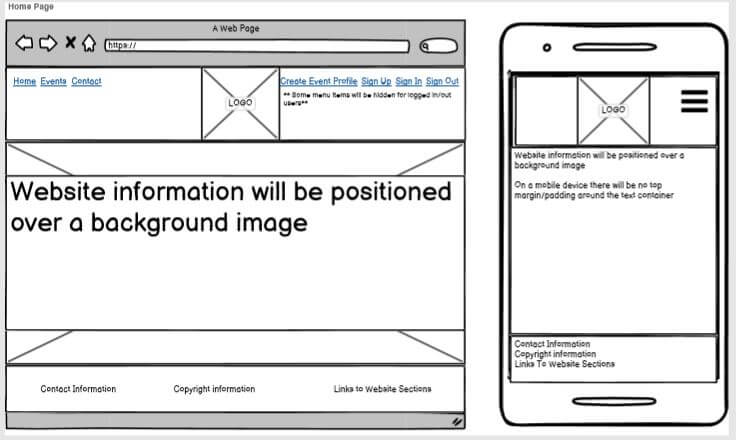 Home Page
A Web Page
https://
Home Events Contact
LOGO
Create Event Profile Sign Up Sign In Sign Out
** Some menu items will be hidden for logged in/out
users**
Website information will be positioned
over a background image
Contact Information
Copyright information
Links to Website Sections
LOGO
Website information will be positioned over a
background image
On a mobile device there will be no top
margin/padding around the text container
Contact Information
Copyright information
Links To Website Sections